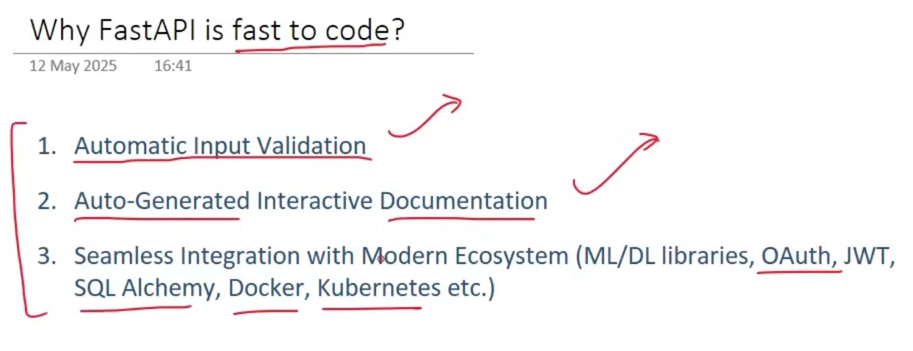 Why FastAPI is fast to code?
12 May 2025 16:41
1. Automatic Input Validation
2. Auto-Generated Interactive Documentation
3. Seamless Integration with Modern Ecosystem (ML/DL libraries, OAuth, JWT,
SQL Alchemy, Docker, Kubernetes etc.)